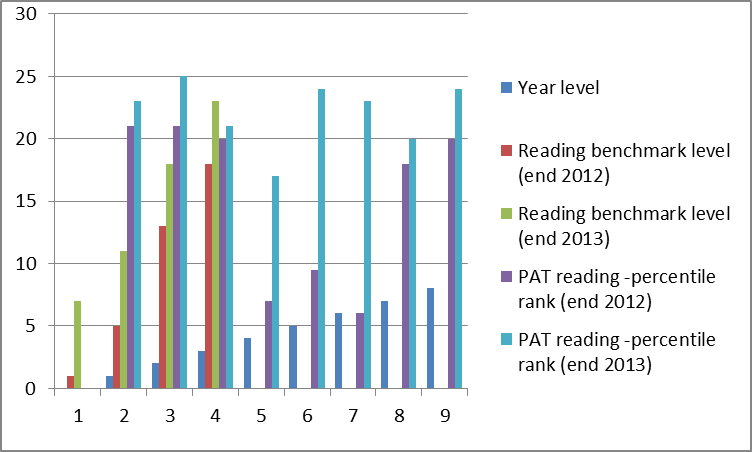 30
25
20
15
10
5
0
1 2 3 4 5 6 7 8 9
Year level
Reading benchmark level
(end 2012)
Reading benchmark level
(end 2013)
PAT reading -percentile
rank (end 2012)
PAT reading -percentile
rank (end 2013)